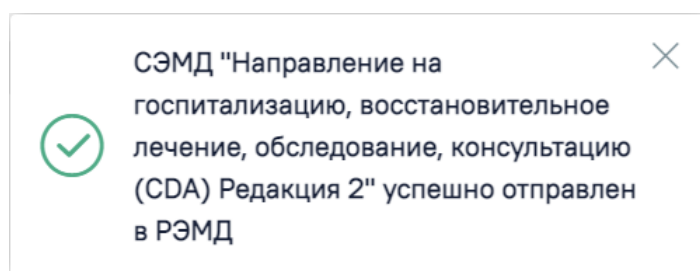 СЭМД "Направление на
госпитализацию, восстановительное
лечение, обследование, консультацию
(CDA) Редакция 2" успешно отправлен
в РЭМД